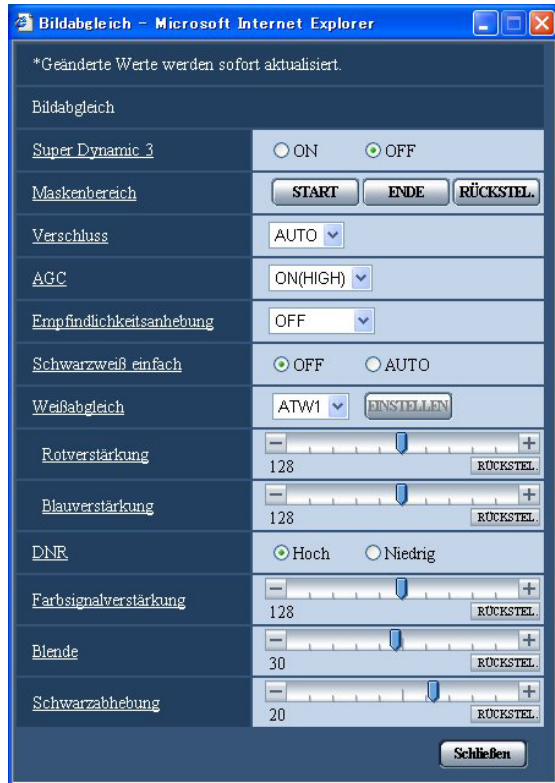 Bildabgleich - Microsoft Internet Explorer
*Geänderte Werte werden sofort aktualisiert.
Bildabgleich
Super Dynamic 3 ON OFF
Maskenbereich START ENDE RÜCKSTEL.
Verschluss AUTO
AGC ON(HIGH)
Empfindlichkeitsanhebung OFF
Schwarzweiß einfach OFF AUTO
Weißabgleich ATW1 EINSTELLEN
Rotverstärkung - +
128 RÜCKSTEL.
Blauverstärkung - +
128 RÜCKSTEL.
DNR Hoch Niedrig
Farbsignalverstärkung - +
128 RÜCKSTEL.
Blende - +
30 RÜCKSTEL.
Schwarzabhebung - +
20 RÜCKSTEL.
Schließen